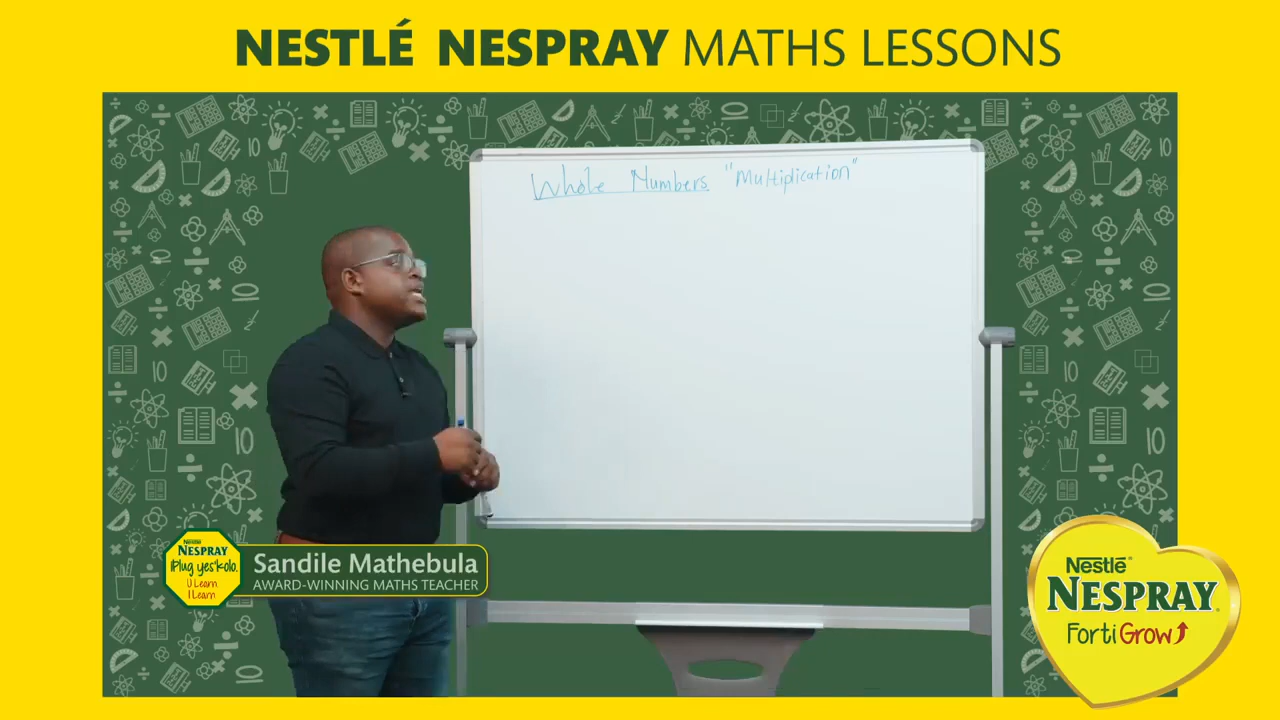 NESTLÉ NESPRAY MATHS LESSONS
Whole Numbers "Multiplication"
Nestlé
NESPRAY
#Plug yes'kolo.
U Learn
I Learn
Sandile Mathebula
AWARD-WINNING MATHS TEACHER
Nestlé
NESPRAY
FortiGrow